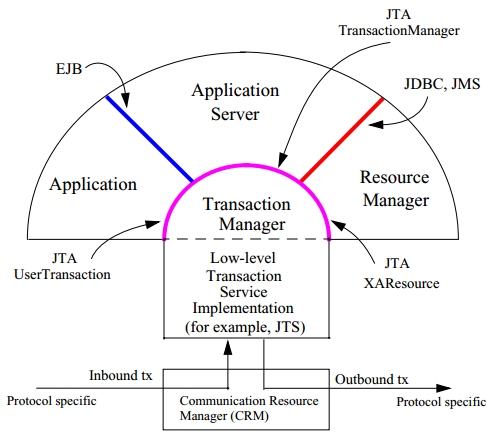 JTA
TransactionManager
EJB
JDBC, JMS
Application
Server
Application
Resource
Manager
Transaction
Manager
JTA
UserTransaction
JTA
XAResource
Low-level
Transaction
Service
Implementation
(for example, JTS)
Inbound tx
Outbound tx
Protocol specific
Communication Resource
Manager (CRM)
Protocol specific